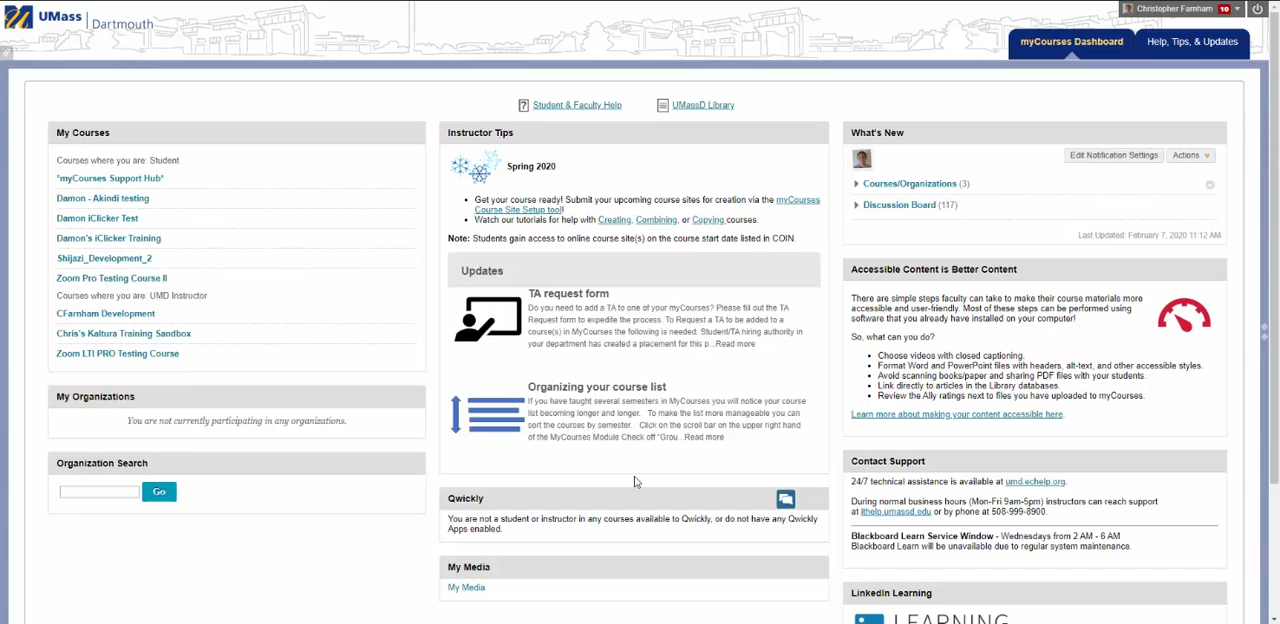 UMass
Dartmouth
Christopher Farnham 10
myCourses Dashboard
Help, Tips, & Updates
Student & Faculty Help
UMassD Library
My Courses
Courses where you are: Student
*myCourses Support Hub*
Damon - Akindi testing
Damon iClicker Test
Damon's iClicker Training
Shijazi_Development_2
Zoom Pro Testing Course II
Courses where you are: UMD Instructor
CFarnham Development
Chris's Kaltura Training Sandbox
Zoom LTI PRO Testing Course
My Organizations
You are not currently participating in any organizations.
Organization Search
Go
Instructor Tips
Spring 2020
Get your course ready! Submit your upcoming course sites for creation via the myCourses
Course Site Setup tool!
Watch our tutorials for help with Creating, Combining, or Copying courses.
Note: Students gain access to online course site(s) on the course start date listed in COIN.
Updates
TA request form
Do you need to add a TA to one of your myCourses? Please fill out the TA
Request form to expedite the process. To Request a TA to be added to a
course(s) in MyCourses the following is needed: Student/TA hiring authority in
your department has created a placement for this p...Read more
Organizing your course list
If you have taught several semesters in MyCourses you will notice your course
list becoming longer and longer. To make the list more manageable you can
sort the courses by semester. Click on the scroll bar on the upper right hand
of the MyCourses Module Check off "Grou...Read more
Qwickly
You are not a student or instructor in any courses available to Qwickly, or do not have any Qwickly
Apps enabled.
My Media
My Media
What's New
Edit Notification Settings
Actions
Courses/Organizations (3)
Discussion Board (117)
Last Updated: February 7, 2020 11:12 AM
Accessible Content is Better Content
There are simple steps faculty can take to make their course materials more
accessible and user-friendly. Most of these steps can be performed using
software that you already have installed on your computer!
So, what can you do?
Choose videos with closed captioning.
Format Word and PowerPoint files with headers, alt-text, and other accessible styles.
Avoid scanning books/paper and sharing PDF files with your students.
Link directly to articles in the Library databases.
Review the Ally ratings next to files you have uploaded to myCourses.
Learn more about making your content accessible here.
Contact Support
24/7 technical assistance is available at umd.echelp.org.
During normal business hours (Mon-Fri 9am-5pm) instructors can reach support
at ithelp.umassd.edu or by phone at 508-999-8900.
Blackboard Learn Service Window - Wednesdays from 2 AM - 6 AM
Blackboard Learn will be unavailable due to regular system maintenance.
LinkedIn Learning
LEARNING